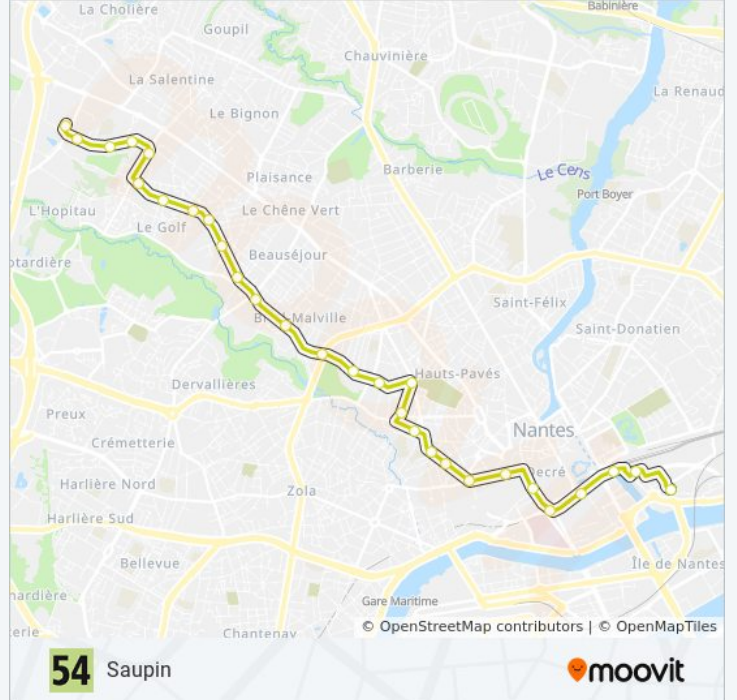 La Cholière
Babinière
Goupil
Chauvinière
La Salentine
La Renaud
Le Bignon
Barberie
Le Cens
Plaisance
Port Boyer
L'Hopitau
Le Chêne Vert
Le Golf
Beauséjour
otardière
Saint-Félix
Malville
Saint-Donatien
Hauts-Pavés
Dervallières
Preux
Nantes
Crémetterie
Decré
Harlière Nord
Zola
Harlière Sud
Bellevue
Île de Nantes
hardière
Gare Maritime
terie
Chantenay
© OpenStreetMap contributors | © OpenMapTiles
54 Saupin
moovit